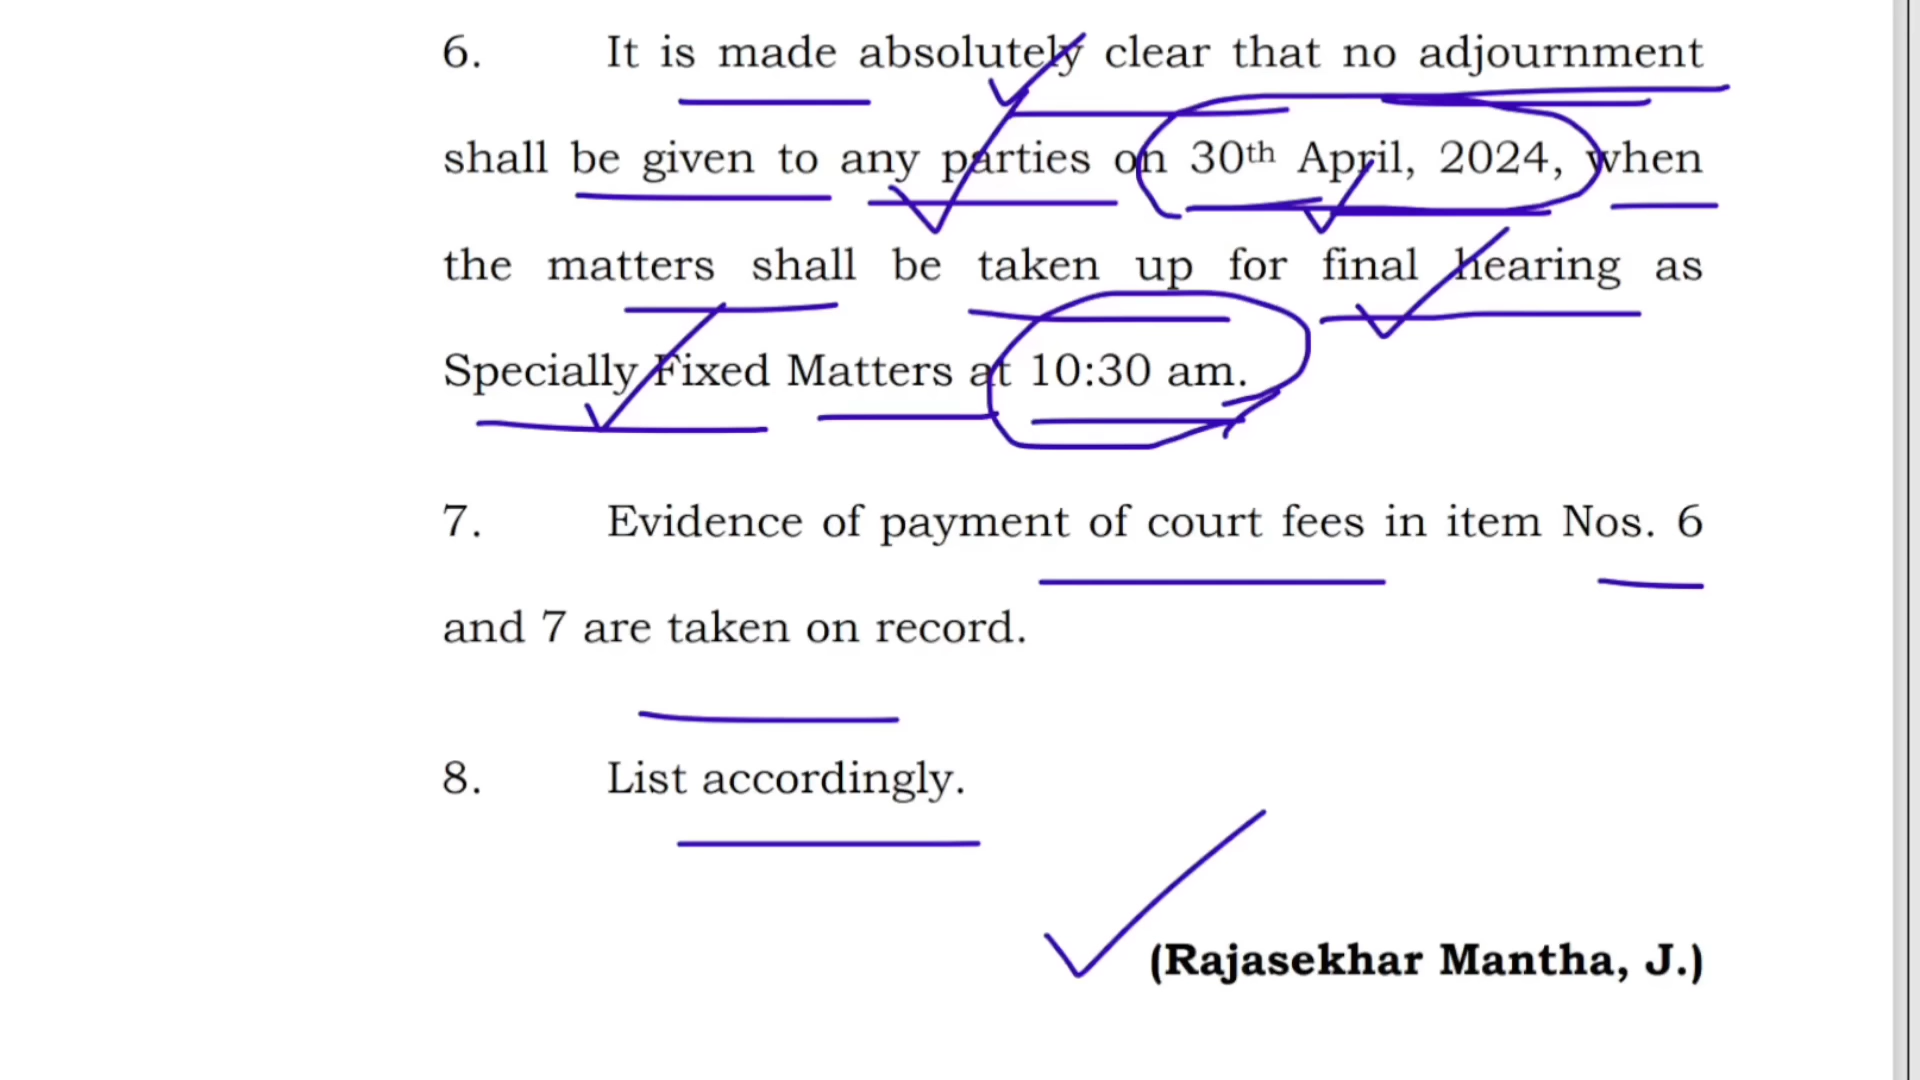 6. It is made absolutely clear that no adjournment
shall be given to any parties on 30th April, 2024, when
the matters shall be taken up for final hearing as
Specially Fixed Matters at 10:30 am.
7. Evidence of payment of court fees in item Nos. 6
and 7 are taken on record.
8. List accordingly.
(Rajasekhar Mantha, J.)